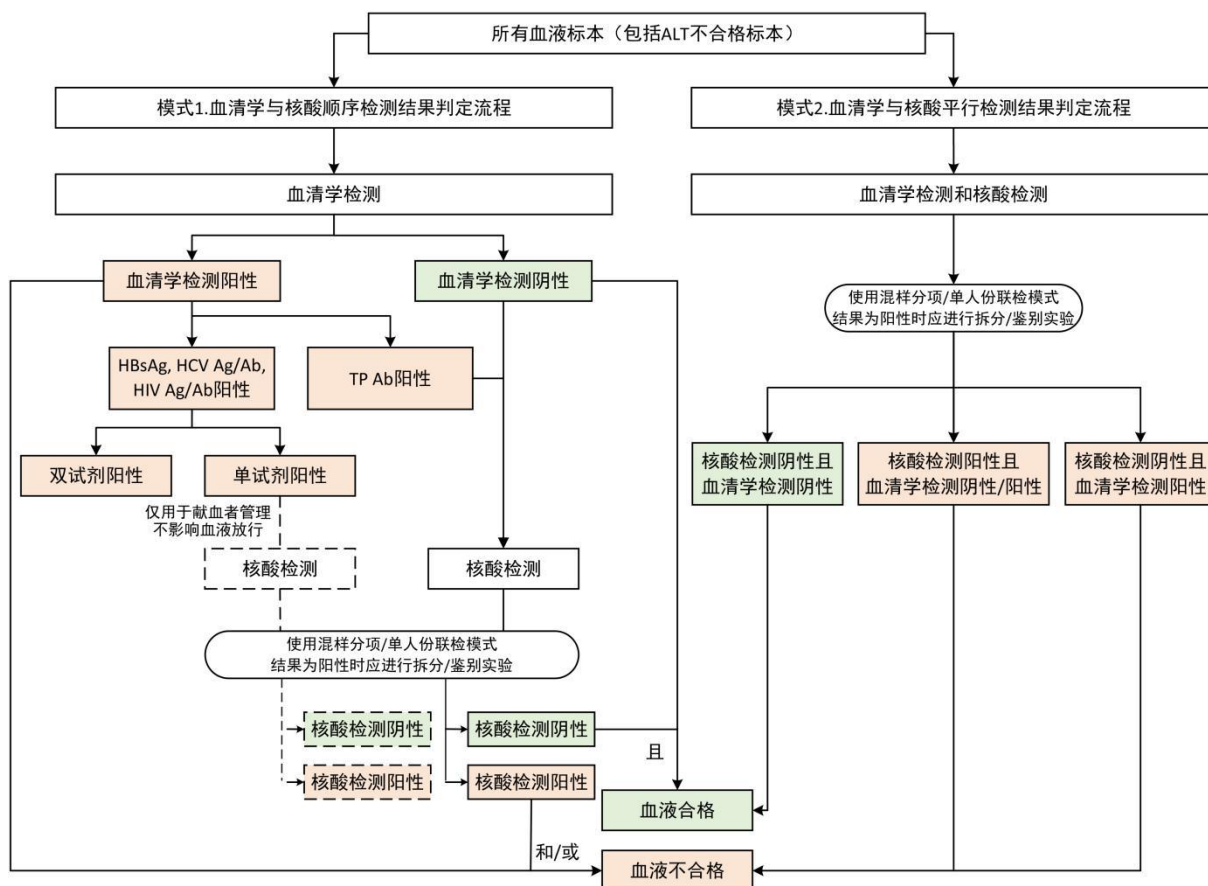 所有血液标本（包括ALT不合格标本）
模式1.血清学与核酸顺序检测结果判定流程
模式2.血清学与核酸平行检测结果判定流程
血清学检测
血清学检测和核酸检测
血清学检测阳性
血清学检测阴性
使用混样分项/单人份联检模式
结果为阳性时应进行拆分/鉴别实验
HBsAg, HCV Ag/Ab,
HIV Ag/Ab阳性
TP Ab阳性
双试剂阳性
单试剂阳性
核酸检测阴性且
血清学检测阴性
核酸检测阳性且
血清学检测阴性/阳性
核酸检测阴性且
血清学检测阳性
仅用于献血者管理
不影响血液放行
核酸检测
核酸检测
使用混样分项/单人份联检模式
结果为阳性时应进行拆分/鉴别实验
核酸检测阴性
核酸检测阴性
且
核酸检测阳性
核酸检测阳性
血液合格
和/或
血液不合格